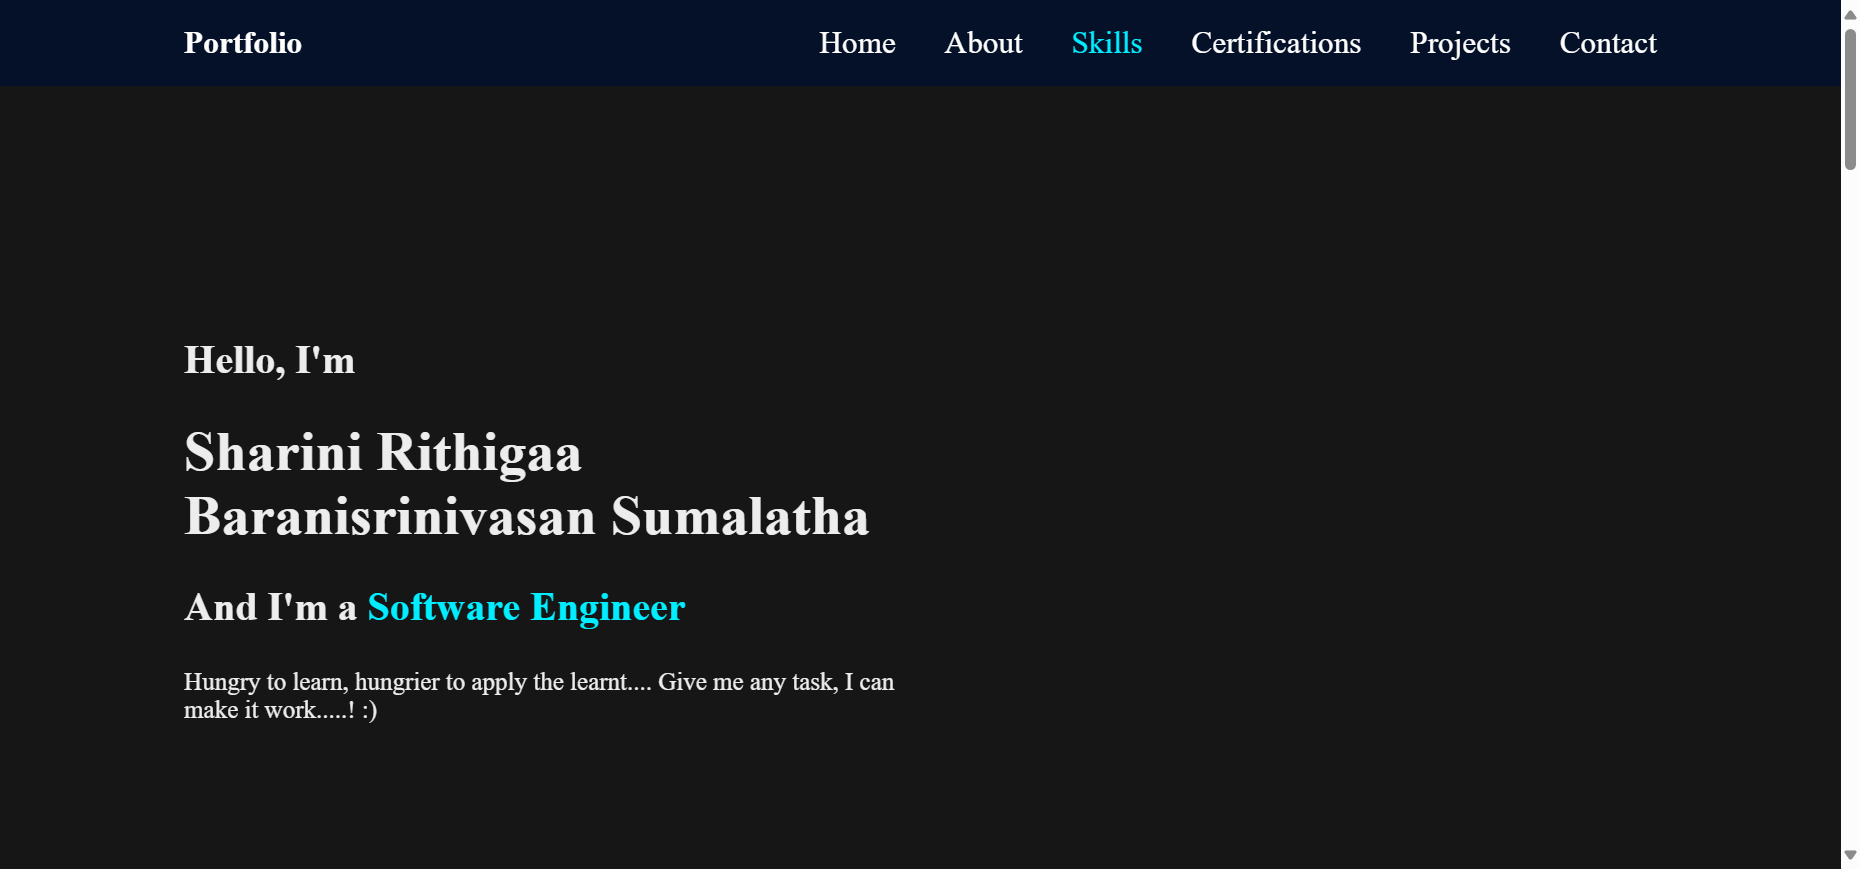 Portfolio Home About Skills Certifications Projects Contact
Hello, I'm
Sharini Rithigaa
Baranisrinivasan Sumalatha
And I'm a Software Engineer
Hungry to learn, hungrier to apply the learnt.... Give me any task, I can
make it work.....! :)